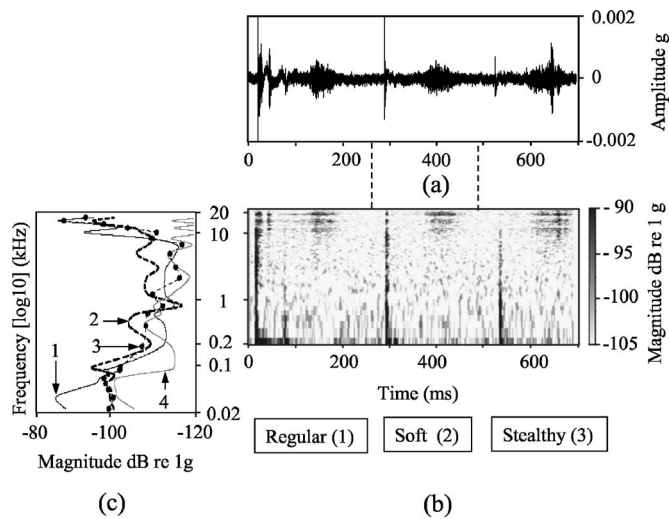 0.002
0
-0.002
Amplitude g
0 200 400 600
(a)
20
10
1
0.2
0.1
0.02
Frequency [log10] (kHz)
1
2
3
4
-80 -100 -120
Magnitude dB re 1g
(c)
0 200 400 600
Time (ms)
-90
-95
-100
-105
Magnitude dB re 1 g
Regular (1) Soft (2) Stealthy (3)
(b)